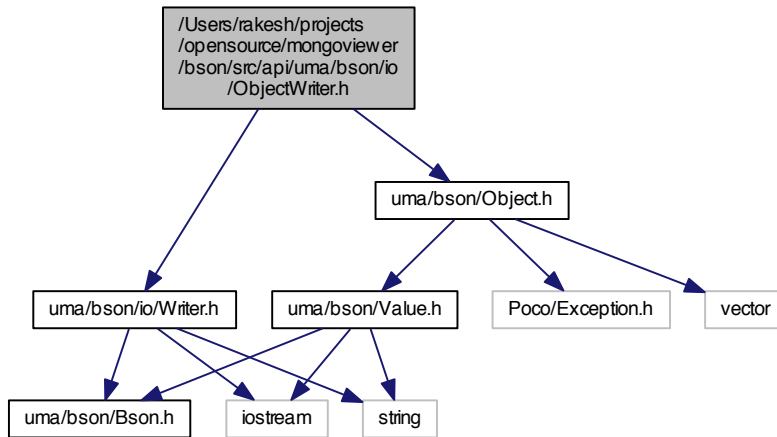 /Users/rakesh/projects
/opensource/mongoviewer
/bson/src/api/uma/bson/io
/ObjectWriter.h
uma/bson/Object.h
uma/bson/io/Writer.h
uma/bson/Value.h
Poco/Exception.h
vector
uma/bson/Bson.h
iostream
string